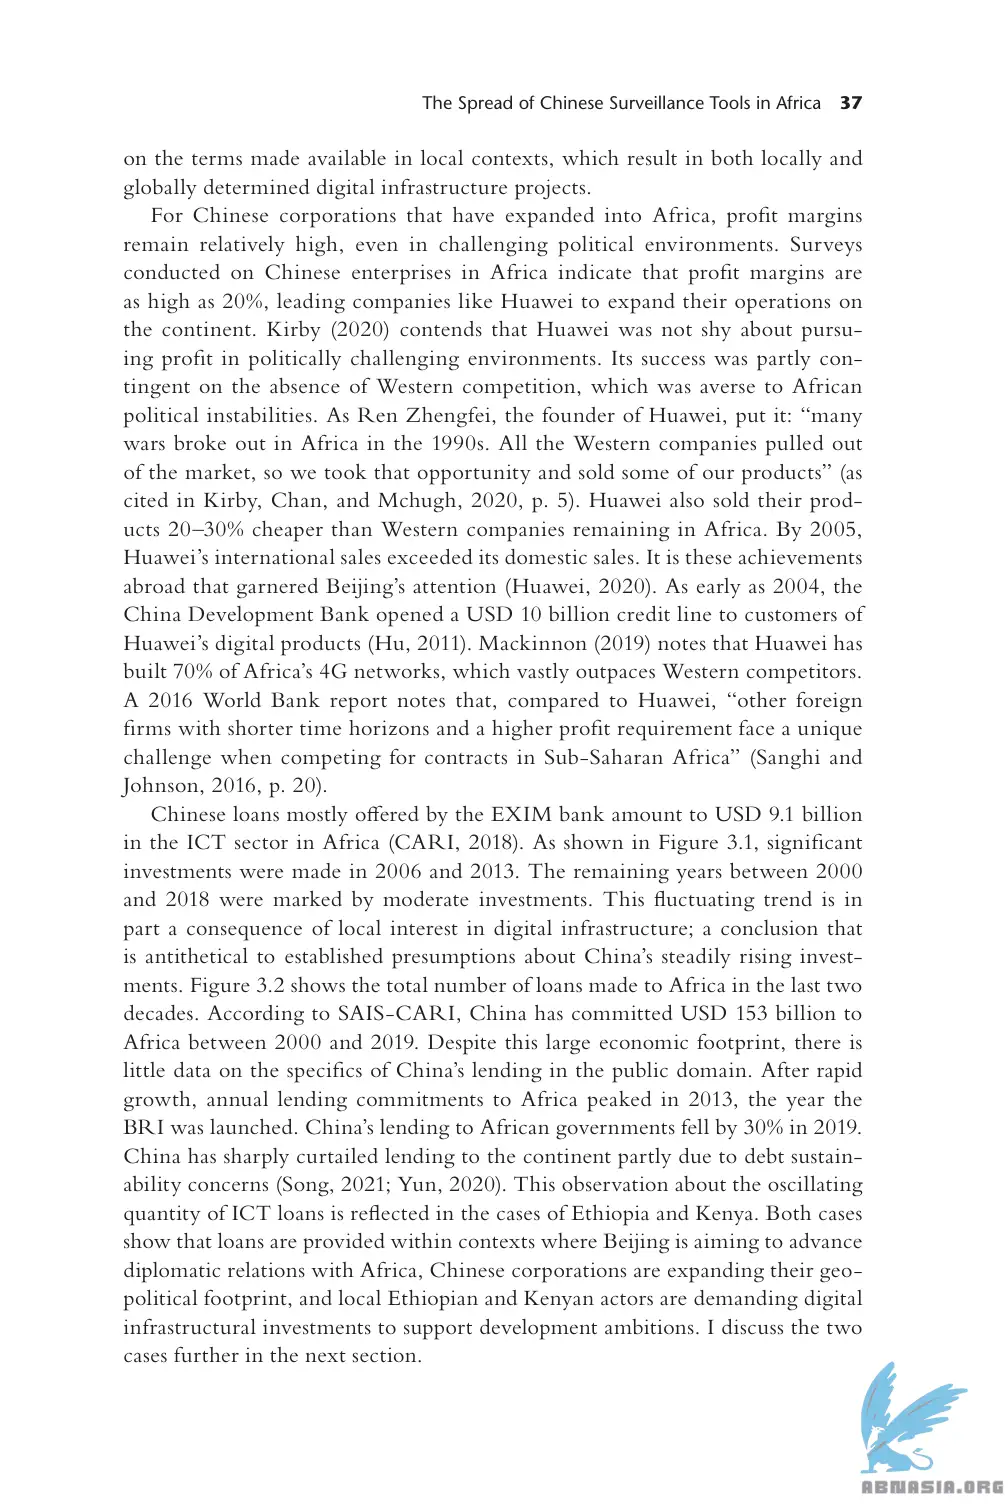 The Spread of Chinese Surveillance Tools in Africa 37
on the terms made available in local contexts, which result in both locally and
globally determined digital infrastructure projects.
For Chinese corporations that have expanded into Africa, profit margins
remain relatively high, even in challenging political environments. Surveys
conducted on Chinese enterprises in Africa indicate that profit margins are
as high as 20%, leading companies like Huawei to expand their operations on
the continent. Kirby (2020) contends that Huawei was not shy about pursu-
ing profit in politically challenging environments. Its success was partly con-
tingent on the absence of Western competition, which was averse to African
political instabilities. As Ren Zhengfei, the founder of Huawei, put it: “many
wars broke out in Africa in the 1990s. All the Western companies pulled out
of the market, so we took that opportunity and sold some of our products” (as
cited in Kirby, Chan, and Mchugh, 2020, p. 5). Huawei also sold their prod-
ucts 20–30% cheaper than Western companies remaining in Africa. By 2005,
Huawei’s international sales exceeded its domestic sales. It is these achievements
abroad that garnered Beijing’s attention (Huawei, 2020). As early as 2004, the
China Development Bank opened a USD 10 billion credit line to customers of
Huawei’s digital products (Hu, 2011). Mackinnon (2019) notes that Huawei has
built 70% of Africa’s 4G networks, which vastly outpaces Western competitors.
A 2016 World Bank report notes that, compared to Huawei, “other foreign
firms with shorter time horizons and a higher profit requirement face a unique
challenge when competing for contracts in Sub-Saharan Africa” (Sanghi and
Johnson, 2016, p. 20).
Chinese loans mostly offered by the EXIM bank amount to USD 9.1 billion
in the ICT sector in Africa (CARI, 2018). As shown in Figure 3.1, significant
investments were made in 2006 and 2013. The remaining years between 2000
and 2018 were marked by moderate investments. This fluctuating trend is in
part a consequence of local interest in digital infrastructure; a conclusion that
is antithetical to established presumptions about China’s steadily rising invest-
ments. Figure 3.2 shows the total number of loans made to Africa in the last two
decades. According to SAIS-CARI, China has committed USD 153 billion to
Africa between 2000 and 2019. Despite this large economic footprint, there is
little data on the specifics of China’s lending in the public domain. After rapid
growth, annual lending commitments to Africa peaked in 2013, the year the
BRI was launched. China’s lending to African governments fell by 30% in 2019.
China has sharply curtailed lending to the continent partly due to debt sustain-
ability concerns (Song, 2021; Yun, 2020). This observation about the oscillating
quantity of ICT loans is reflected in the cases of Ethiopia and Kenya. Both cases
show that loans are provided within contexts where Beijing is aiming to advance
diplomatic relations with Africa, Chinese corporations are expanding their geo-
political footprint, and local Ethiopian and Kenyan actors are demanding digital
infrastructural investments to support development ambitions. I discuss the two
cases further in the next section.
ABNASIA.ORG